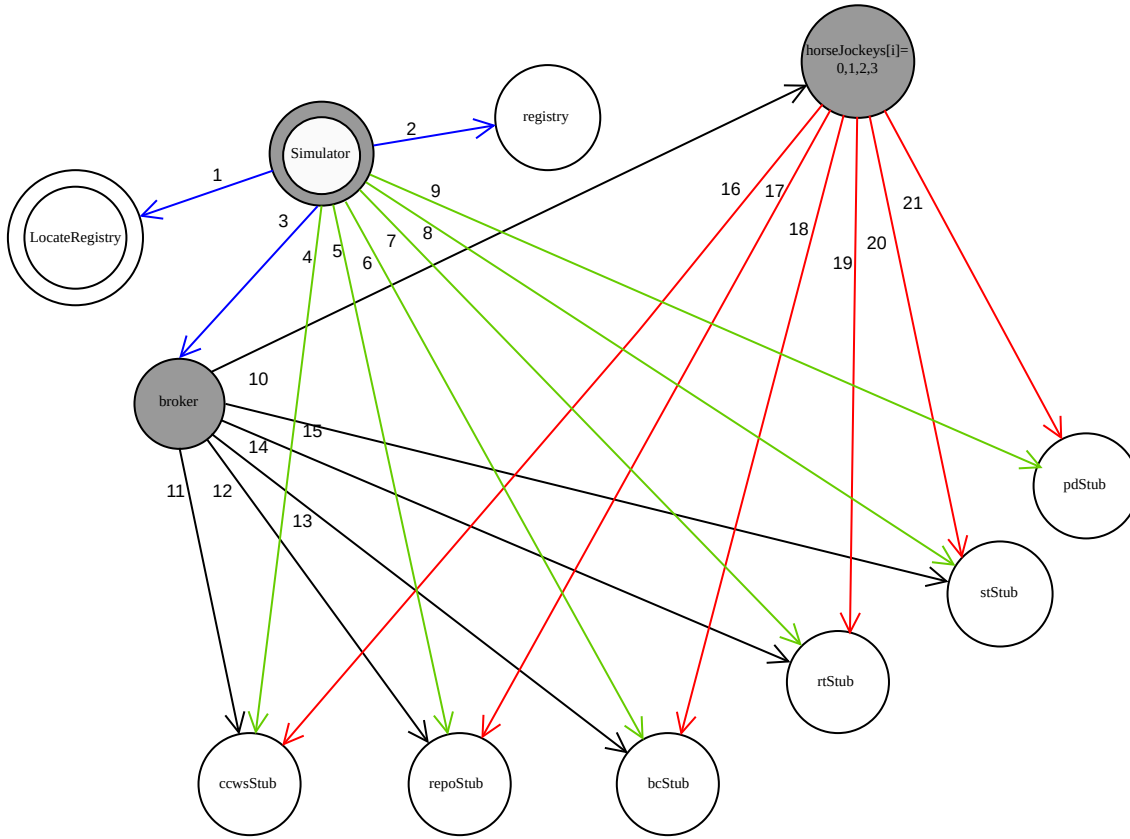 horseJockeys[i]=
0,1,2,3
registry
2
Simulator
1
9
16
17
21
3
LocateRegistry
4
5
7
8
6
18
20
19
10
broker
15
14
11
12
13
pdStub
stStub
rtStub
ccwsStub
repoStub
bcStub